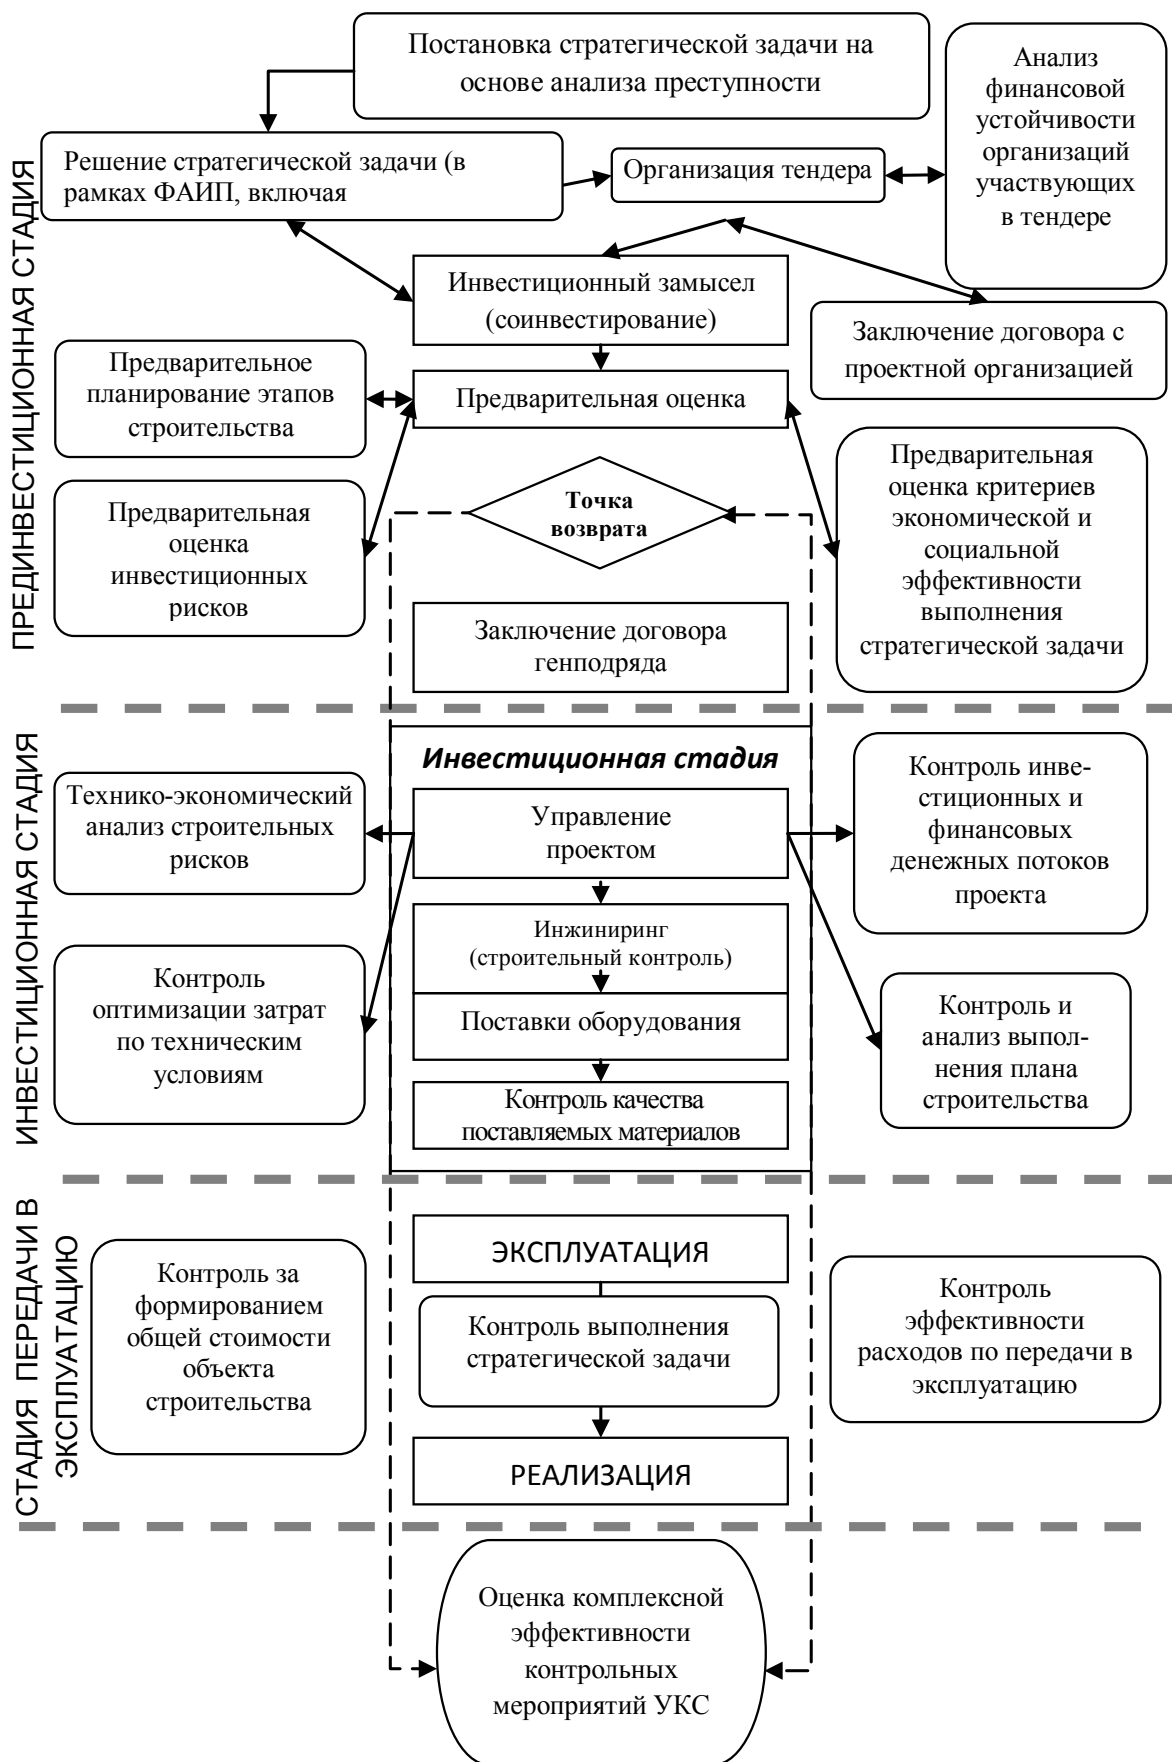 Постановка стратегической задачи на
основе анализа преступности
Анализ
финансовой
устойчивости
организаций
участвующих
в тендере
Решение стратегической задачи (в
рамках ФАИП, включая
Организация тендера
ПРЕДИНВЕСТИЦИОННАЯ СТАДИЯ
Инвестиционный замысел
(соинвестирование)
Заключение договора с
проектной организацией
Предварительное
планирование этапов
строительства
Предварительная оценка
Предварительная
оценка
инвестиционных
рисков
Точка
возврата
Предварительная
оценка критериев
экономической и
социальной
эффективности
выполнения
стратегической задачи
Заключение договора
генподряда
ИНВЕСТИЦИОННАЯ СТАДИЯ
Инвестиционная стадия
Технико-экономический
анализ строительных
рисков
Управление
проектом
Контроль инве-
стиционных и
финансовых
денежных потоков
проекта
Инжиниринг
(строительный контроль)
Контроль
оптимизации затрат
по техническим
условиям
Поставки оборудования
Контроль и
анализ выпол-
нения плана
строительства
Контроль качества
поставляемых материалов
СТАДИЯ ПЕРЕДАЧИ В
ЭКСПЛУАТАЦИЮ
ЭКСПЛУАТАЦИЯ
Контроль за
формированием
общей стоимости
объекта
строительства
Контроль выполнения
стратегической задачи
Контроль
эффективности
расходов по передачи в
эксплуатацию
РЕАЛИЗАЦИЯ
Оценка комплексной
эффективности
контрольных
мероприятий УКС